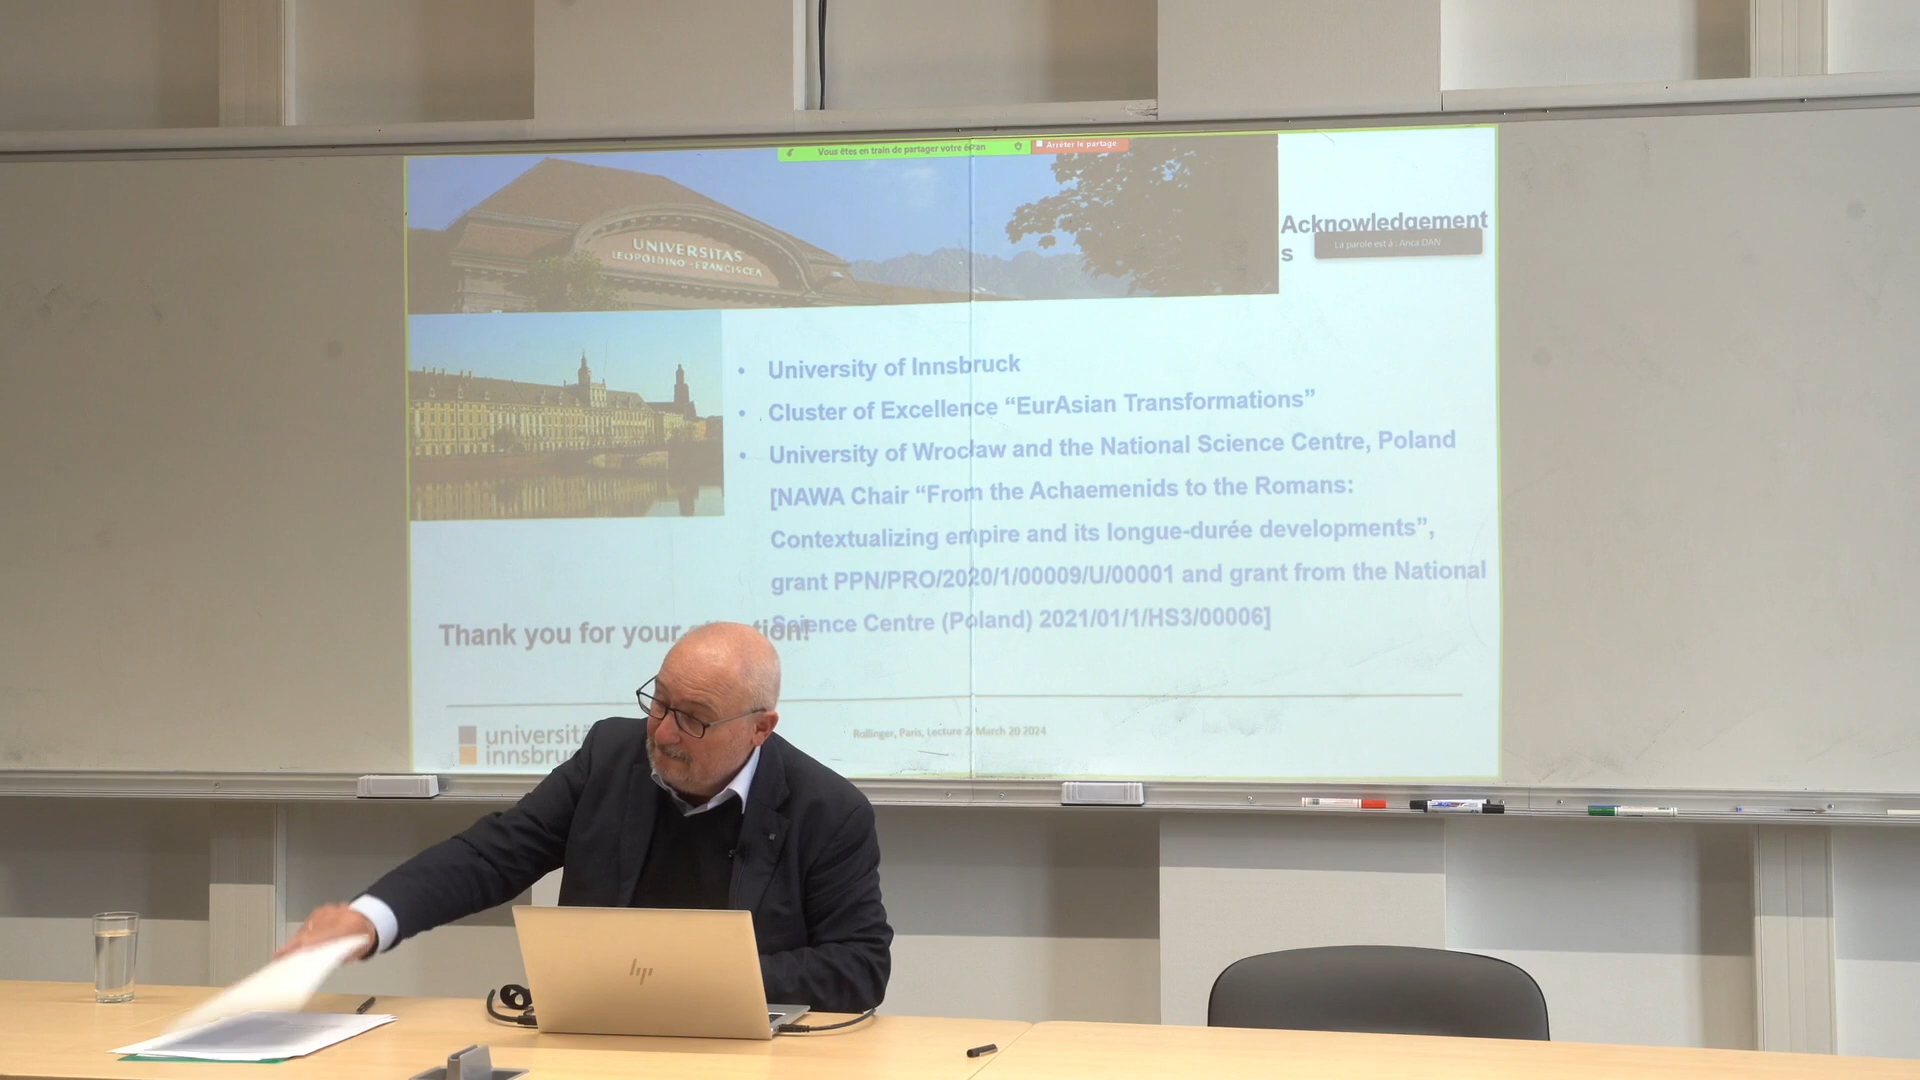 Vous êtes en train de partager votre écran
Arrêter le partage
UNIVERSITAS
LEOPOLDINO-FRANCISCEA
Acknowledgement
s
La parole est à : Anca DAN
• University of Innsbruck
• Cluster of Excellence “EurAsian Transformations”
• University of Wrocław and the National Science Centre, Poland
[NAWA Chair “From the Achaemenids to the Romans:
Contextualizing empire and its longue-durée developments”,
grant PPN/PRO/2020/1/00009/U/00001 and grant from the National
Science Centre (Poland) 2021/01/1/HS3/00006]
Thank you for your
universitä
innsbru
Rollinger, Paris, Lecture 2, March 20 2024
hp